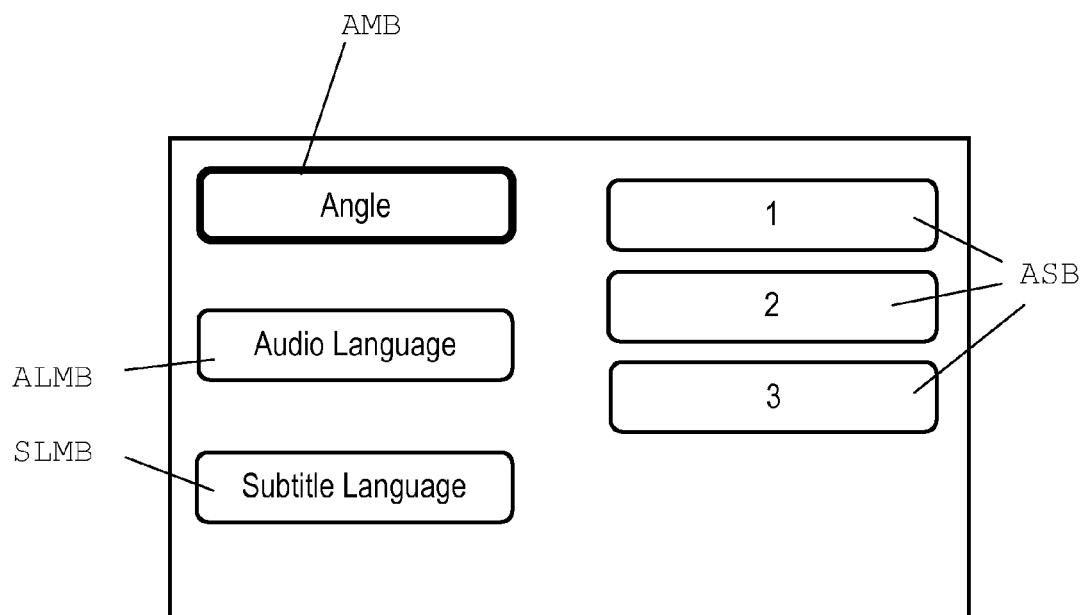 AMB
Angle
1
ASB
2
Audio Language
ALMB
3
SLMB
Subtitle Language